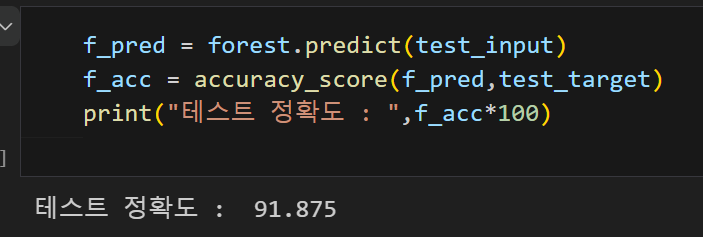 f_pred = forest.predict(test_input)
f_acc = accuracy_score(f_pred,test_target)
print("테스트 정확도 : ",f_acc*100)
]
테스트 정확도 :  91.875